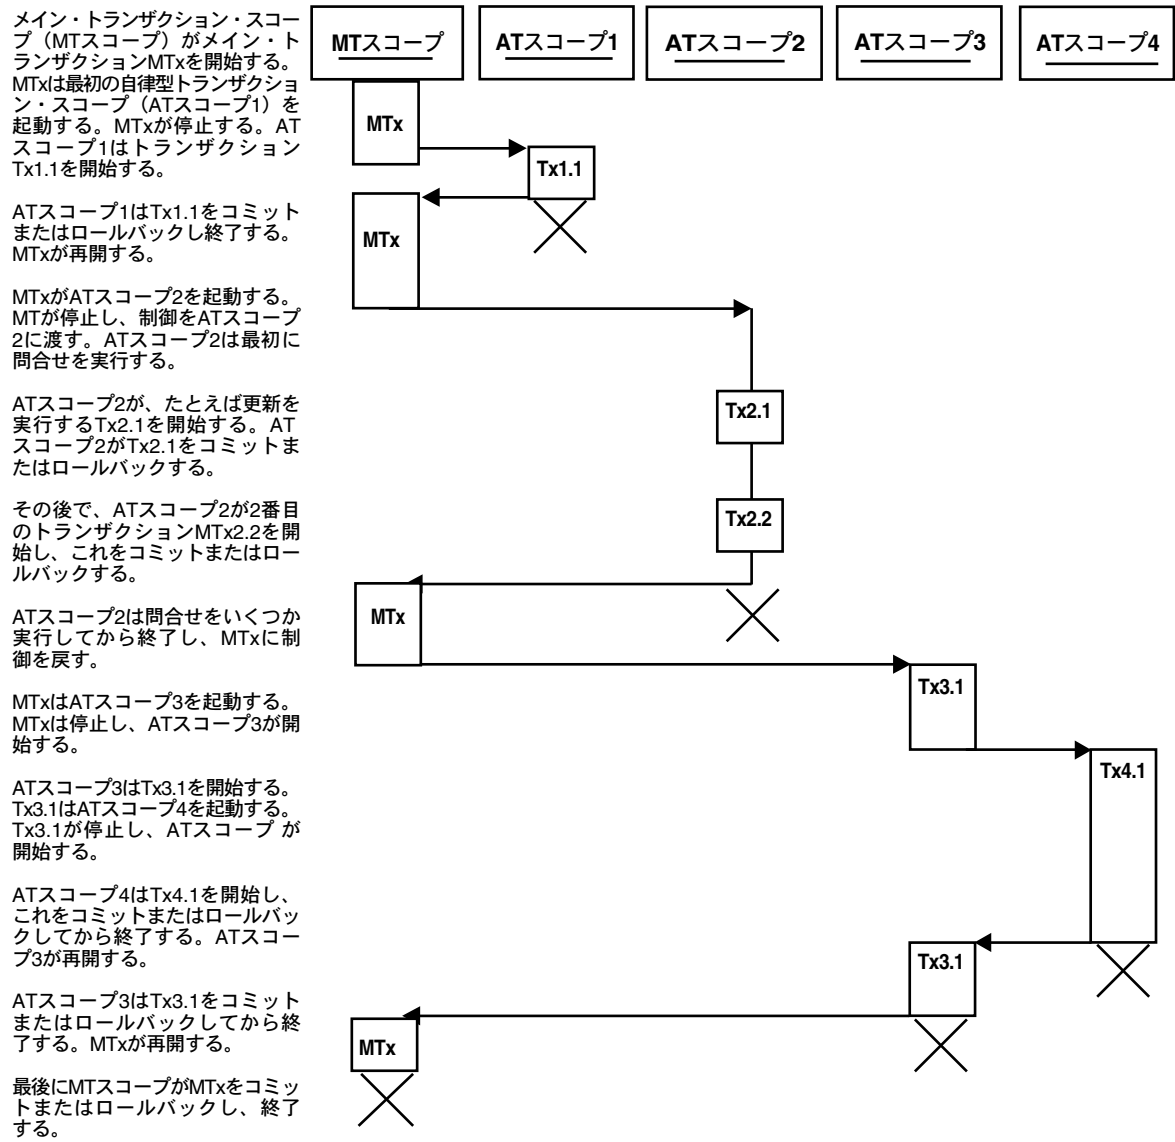 メイン・トランザクション・スコー
プ（MTスコープ）がメイン・ト
ランザクションMTxを開始する。
MTxは最初の自律型トランザクショ
ン・スコープ（ATスコープ1）を
起動する。MTxが停止する。AT
スコープ1はトランザクション
Tx1.1を開始する。
ATスコープ1はTx1.1をコミット
またはロールバックし終了する。
MTxが再開する。
MTxがATスコープ2を起動する。
MTが停止し、制御をATスコープ
2に渡す。ATスコープ2は最初に
問合せを実行する。
ATスコープ2が、たとえば更新を
実行するTx2.1を開始する。AT
スコープ2がTx2.1をコミットま
たはロールバックする。
その後で、ATスコープ2が2番目
のトランザクションMTx2.2を開
始し、これをコミットまたはロー
ルバックする。
ATスコープ2は問合せをいくつか
実行してから終了し、MTxに制
御を戻す。
MTxはATスコープ3を起動する。
MTxは停止し、ATスコープ3が開
始する。
ATスコープ3はTx3.1を開始する。
Tx3.1はATスコープ4を起動する。
Tx3.1が停止し、ATスコープ が
開始する。
ATスコープ4はTx4.1を開始し、
これをコミットまたはロールバッ
クしてから終了する。ATスコー
プ3が再開する。
ATスコープ3はTx3.1をコミット
またはロールバックしてから終
了する。MTxが再開する。
最後にMTスコープがMTxをコミッ
トまたはロールバックし、終了
する。
MTスコープ
ATスコープ1
ATスコープ2
ATスコープ3
ATスコープ4
MTx
Tx1.1
MTx
Tx2.1
Tx2.2
MTx
Tx3.1
Tx4.1
Tx3.1
MTx